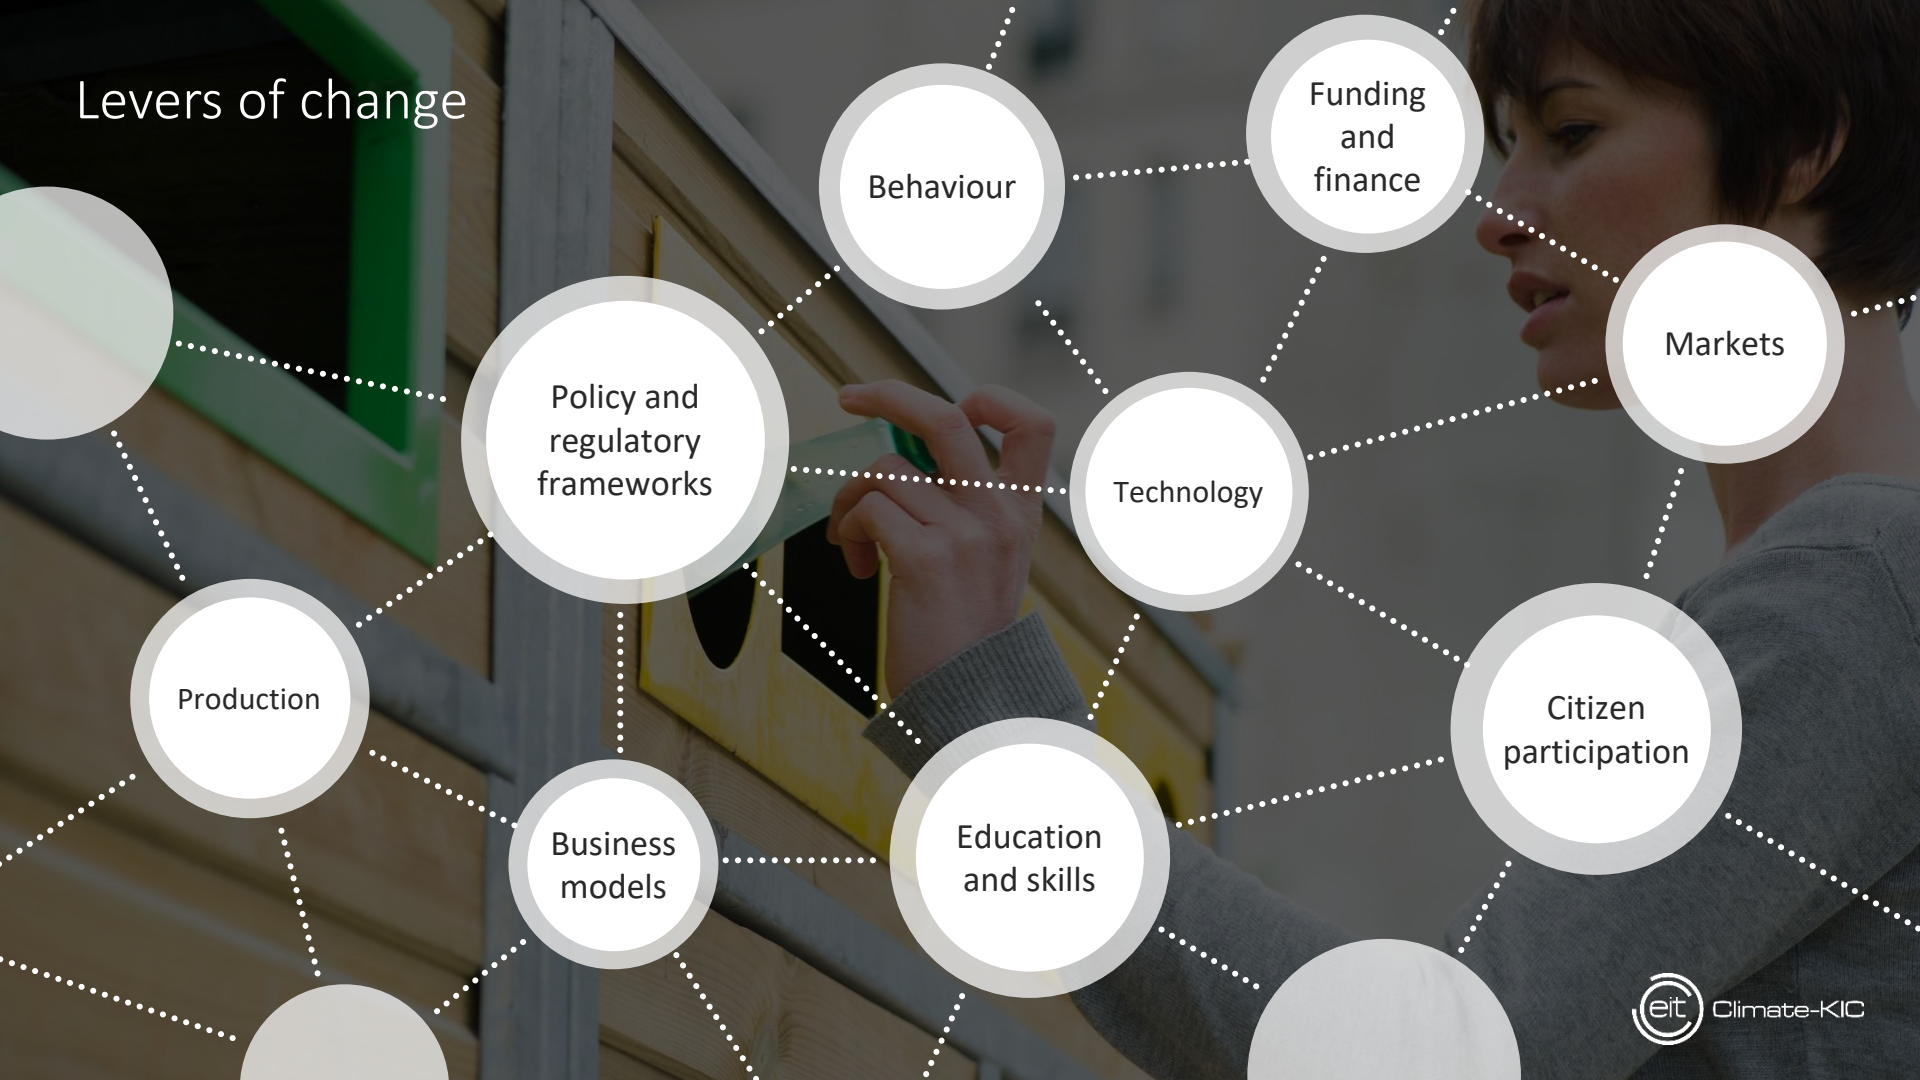 Levers of change
Behaviour
Funding
and
finance
Markets
Policy and
regulatory
frameworks
Technology
Production
Citizen
participation
Business
models
Education
and skills
eit Climate-KIC